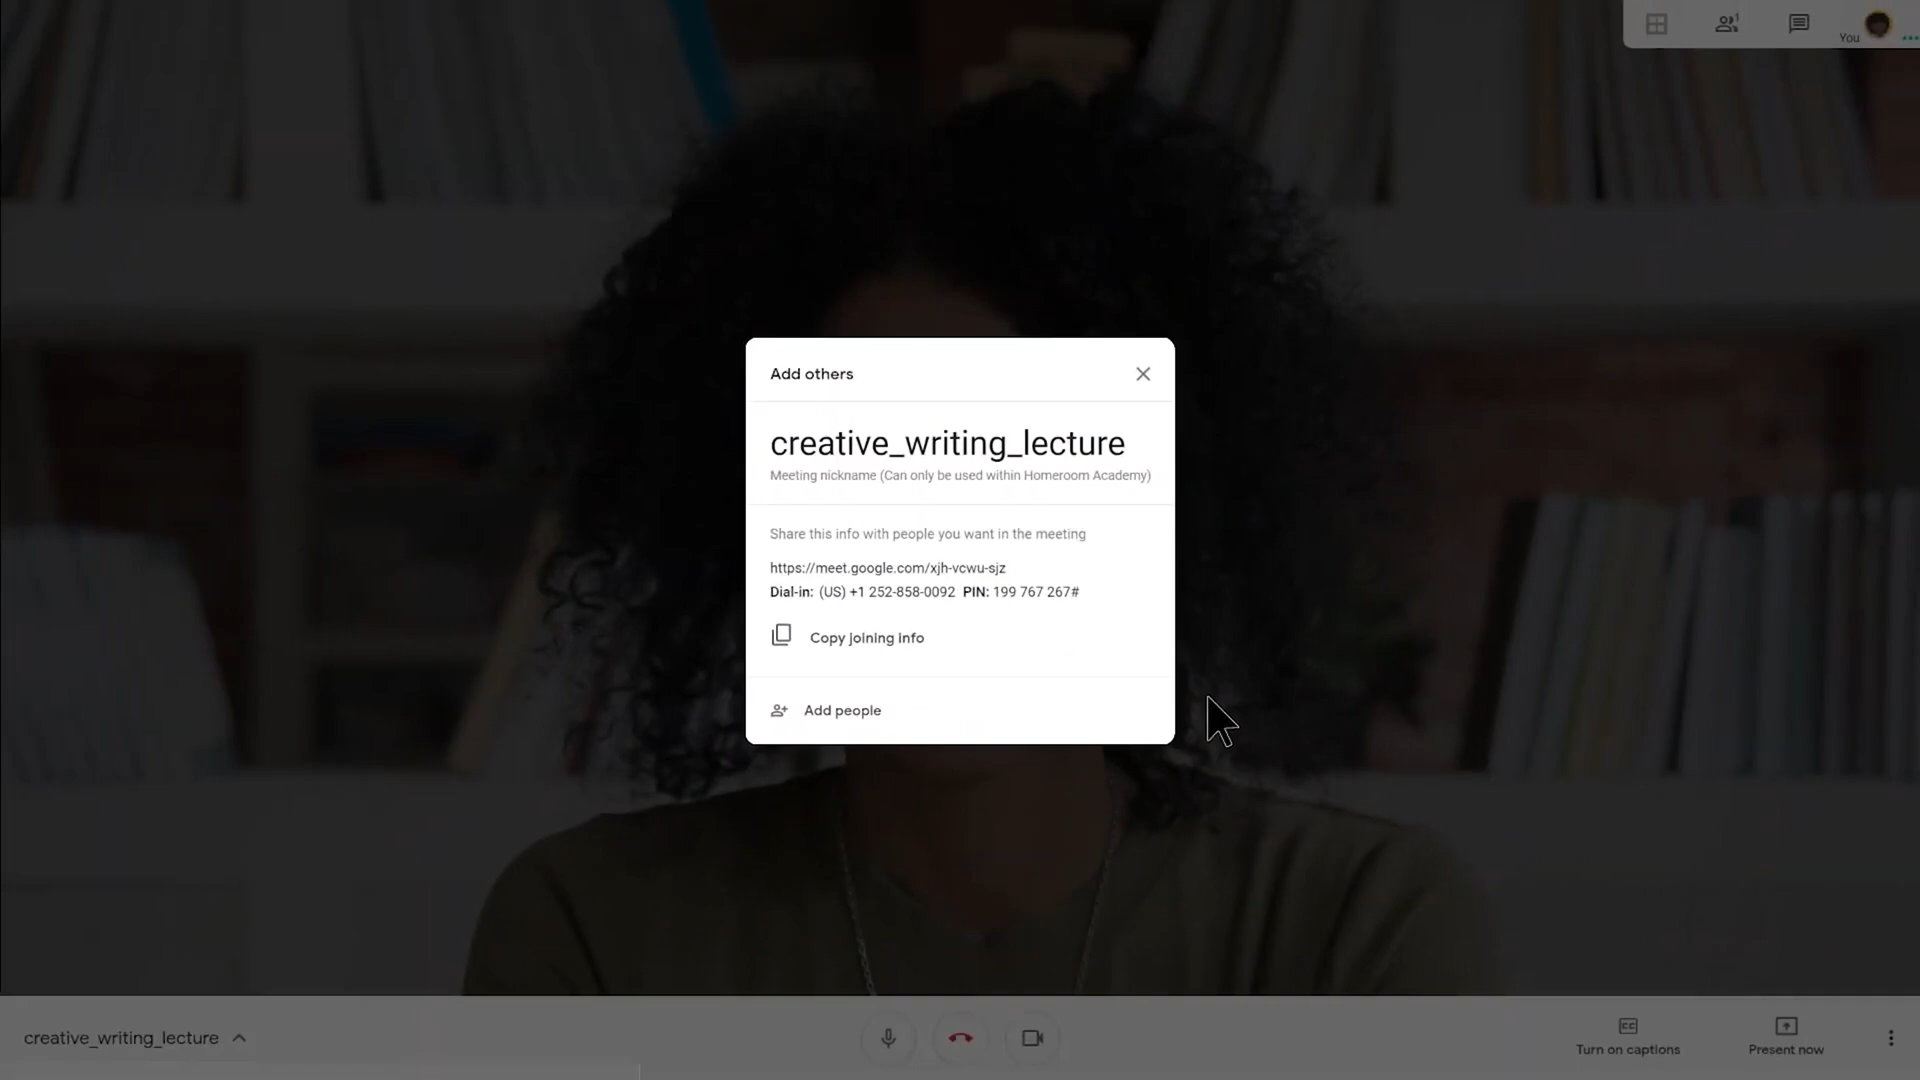 You
Add others
creative_writing_lecture
Meeting nickname (Can only be used within Homeroom Academy)
Share this info with people you want in the meeting
https://meet.google.com/xjh-vcwu-sjz
Dial-in: (US) +1 252-858-0092 PIN: 199 767 267#
Copy joining info
Add people
creative_writing_lecture
CC
Turn on captions
Present now